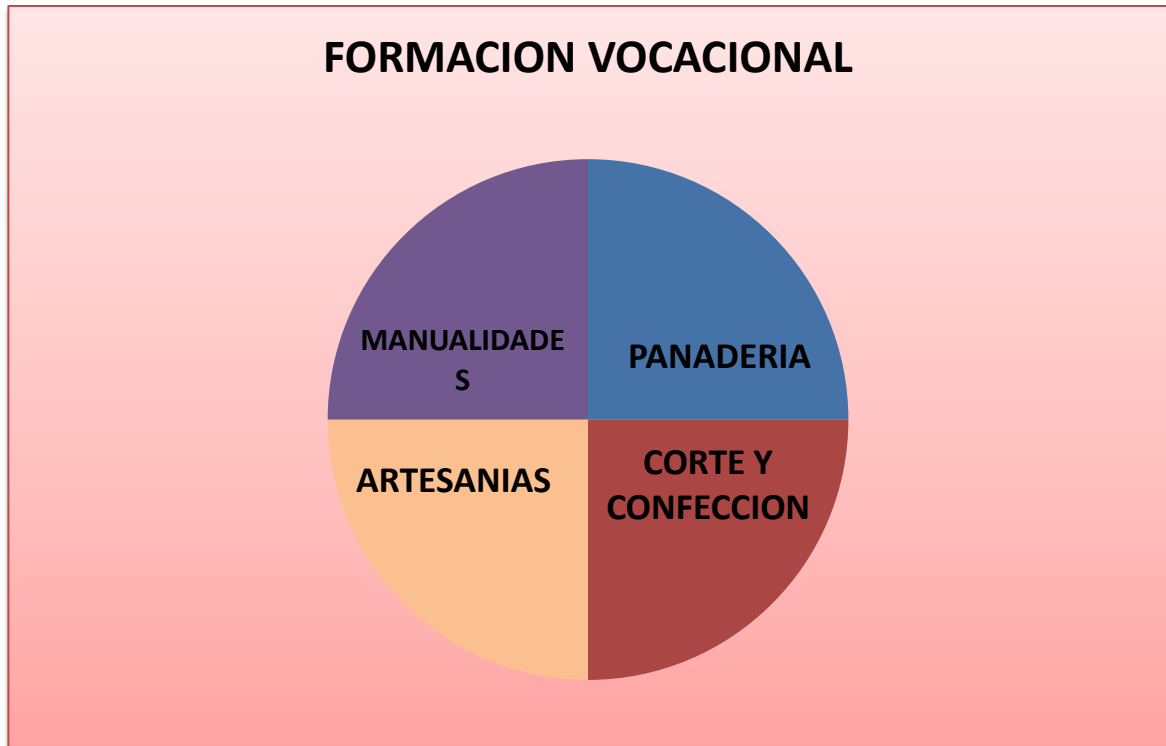 FORMACION VOCACIONAL
MANUALIDADE
S
PANADERIA
ARTESANIAS
CORTE Y
CONFECCION